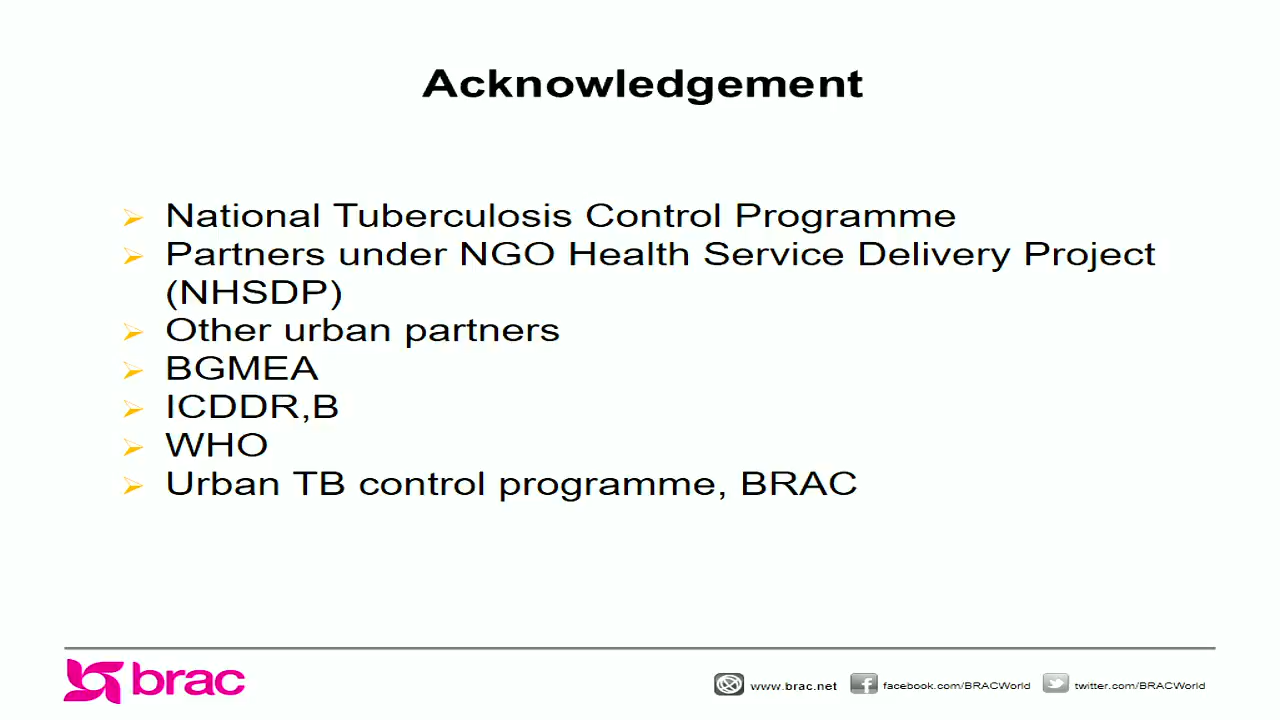 Acknowledgement
National Tuberculosis Control Programme
Partners under NGO Health Service Delivery Project
(NHSDP)
Other urban partners
BGMEA
ICDDR,B
WHO
Urban TB control programme, BRAC
brac
www.brac.net
facebook.com/BRACWorld
twitter.com/BRACWorld